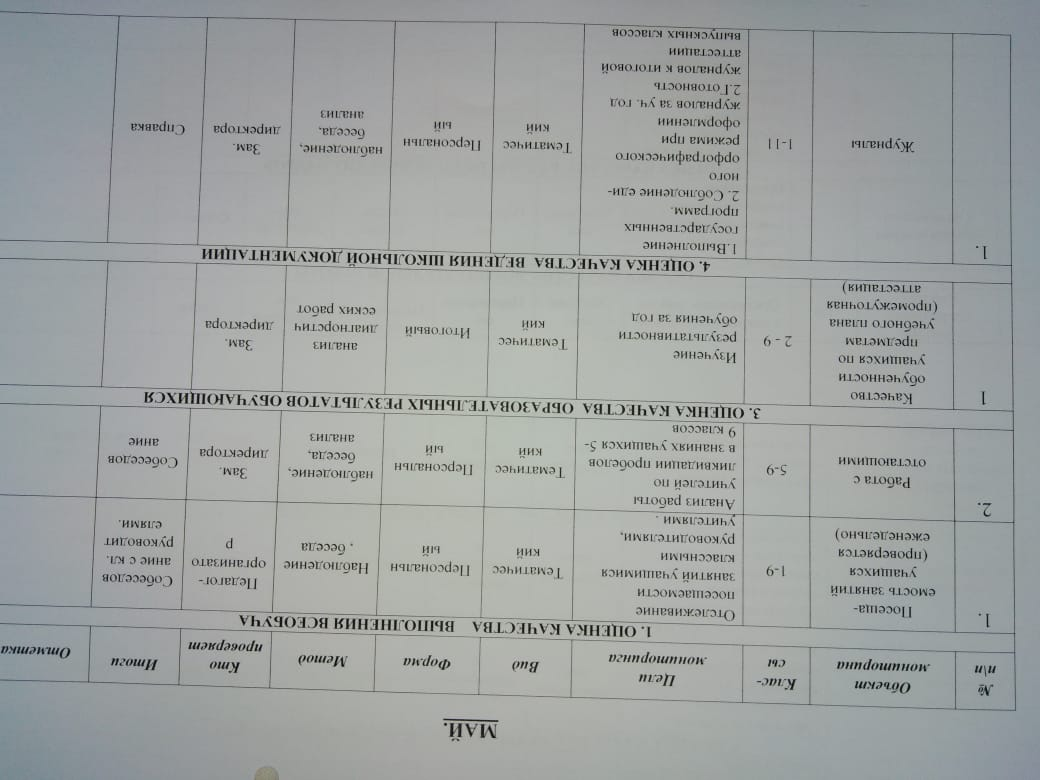 МАЙ.
№ п\п
Объект мониторина
Клас-
сы
Цели
мониторинга
Вид
Форма
Метод
Кто
проверяет
Итоги
Отметка
1. ОЦЕНКА КАЧЕСТВА ВЫПОЛНЕНИЯ ВСЕОБУЧА
1.
Посеща-
емость занятий
учащихся
(проверяется
еженедельно)
1-9
Отслеживание
посещаемости
занятий учащимися
классными
руководителями,
учителями .
Тематичес
кий
Персональн
ый
Наблюдение
, беседа
Педагог-
организато
р
Собеседов
ание с кл.
руководит
елями.
2.
Работа с
отстающими
5-9
Анализ работы
учителей по
ликвидации пробелов
в знаниях учащихся 5-
9 классов
Тематичес
кий
Персональн
ый
наблюдение,
беседа,
анализ
Зам.
директора
Собеседов
ание
3. ОЦЕНКА КАЧЕСТВА ОБРАЗОВАТЕЛЬНЫХ РЕЗУЛЬТАТОВ ОБУЧАЮЩИХСЯ
1
Качество
обученности
учащихся по
предметам
учебного плана
(промежуточная
аттестация)
2 - 9
Изучение
результативности
обучения за год
Тематичес
кий
Итоговый
анализ
диагностич
еских работ
Зам.
директора
4. ОЦЕНКА КАЧЕСТВА ВЕДЕНИЯ ШКОЛЬНОЙ ДОКУМЕНТАЦИИ
1.
Журналы
1-11
1.Выполнение
государственных
программ.
2. Соблюдение еди-
ного
орфографического
режима при
оформлении
журналов за уч. год.
2.Готовность
журналов к итоговой
аттестации
выпускных классов
Тематичес
кий
Персональн
ый
наблюдение,
беседа,
анализ
Зам.
директора
Справка